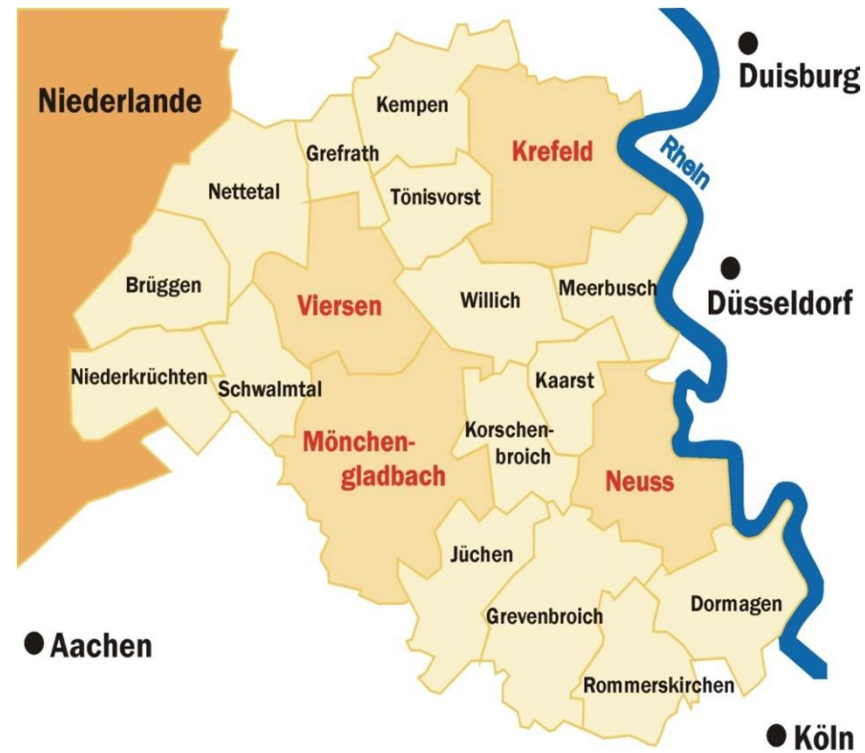 Niederlande
Duisburg
Kempen
Krefeld
Rhein
Grefrath
Nettetal
Tönisvorst
Brüggen
Viersen
Willich
Meerbusch
Düsseldorf
Niederkrüchten
Schwalmtal
Kaarst
Mönchen-
gladbach
Korschen-
broich
Neuss
Jüchen
Grevenbroich
Dormagen
Aachen
Rommerskirchen
Köln